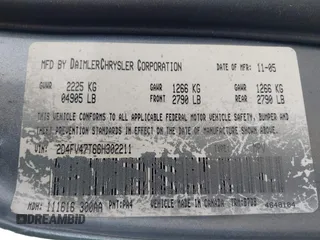 MFD BY DAIMLERCHRYSLER CORPORATION DATE OF MFR 11-05
GVWR GAWR GAWR
2225 KG 1266 KG 1266 KG
04905 LB FRONT 2790 LB REAR 2790 LB
THIS VEHICLE CONFORMS TO ALL APPLICABLE FEDERAL MOTOR VEHICLE SAFETY, BUMPER AND
THEFT PREVENTION STANDARDS IN EFFECT ON THE DATE OF MANUFACTURE SHOWN ABOVE.
VIN: 2D4FV47T66H302211
MDH: 111616 300AA PNT: PA4 VEHICLE MADE IN CANADA 4648104
DREAMBID